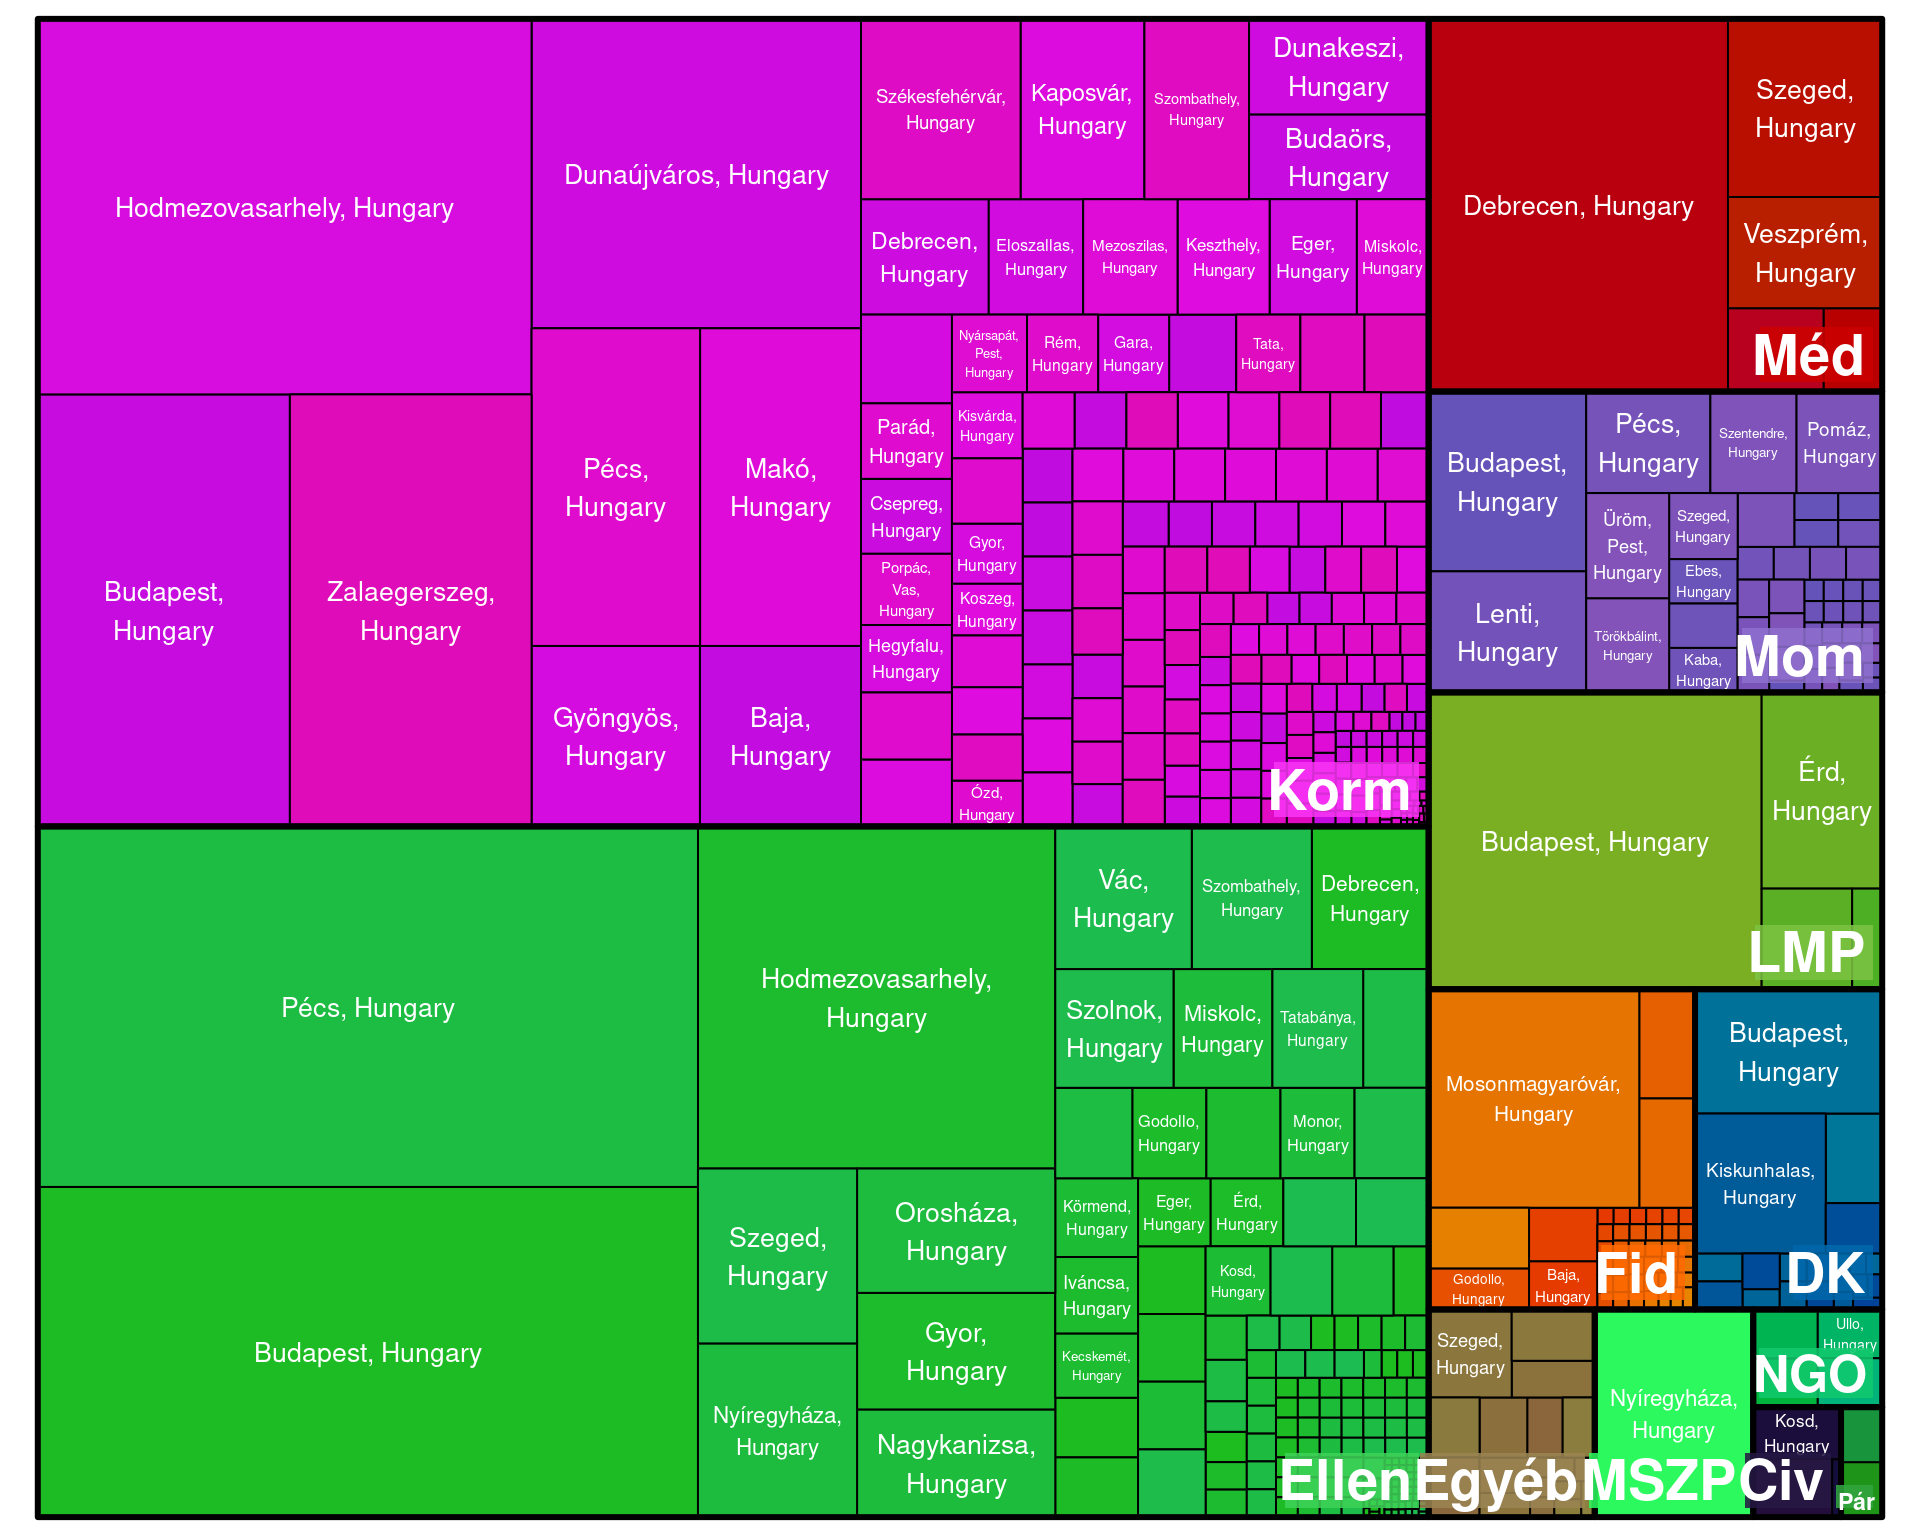 Hodmezovasarhely, Hungary
Dunaújváros, Hungary
Székesfehérvár,
Hungary
Kaposvár,
Hungary
Szombathely,
Hungary
Dunakeszi,
Hungary
Budaörs,
Hungary
Debrecen,
Hungary
Eloszallas,
Hungary
Mezoszilas,
Hungary
Keszthely,
Hungary
Eger,
Hungary
Miskolc,
Hungary
Nyársapát,
Pest,
Hungary
Rém,
Hungary
Gara,
Hungary
Tata,
Hungary
Budapest,
Hungary
Zalaegerszeg,
Hungary
Pécs,
Hungary
Makó,
Hungary
Gyöngyös,
Hungary
Baja,
Hungary
Parád,
Hungary
Csepreg,
Hungary
Porpác,
Vas,
Hungary
Hegyfalu,
Hungary
Kisvárda,
Hungary
Gyor,
Hungary
Koszeg,
Hungary
Ózd,
Hungary
Korm
Debrecen, Hungary
Szeged,
Hungary
Veszprém,
Hungary
Méd
Budapest,
Hungary
Lenti,
Hungary
Pécs,
Hungary
Szentendre,
Hungary
Pomáz,
Hungary
Üröm,
Pest,
Hungary
Törökbálint,
Hungary
Szeged,
Hungary
Ebes,
Hungary
Kaba,
Hungary
Mom
Budapest, Hungary
Érd,
Hungary
LMP
Pécs, Hungary
Budapest, Hungary
Hodmezovasarhely,
Hungary
Szeged,
Hungary
Nyíregyháza,
Hungary
Orosháza,
Hungary
Gyor,
Hungary
Nagykanizsa,
Hungary
Vác,
Hungary
Szombathely,
Hungary
Debrecen,
Hungary
Szolnok,
Hungary
Miskolc,
Hungary
Tatabánya,
Hungary
Godollo,
Hungary
Monor,
Hungary
Körmend,
Hungary
Eger,
Hungary
Érd,
Hungary
Iváncsa,
Hungary
Kosd,
Hungary
Kecskemét,
Hungary
Ellen
Mosonmagyaróvár,
Hungary
Godollo,
Hungary
Baja,
Hungary
Fid
Budapest,
Hungary
Kiskunhalas,
Hungary
DK
Szeged,
Hungary
Egyéb
Nyíregyháza,
Hungary
MSZP
Ullo,
Hungary
NGO
Kosd,
Hungary
Civ
Pár